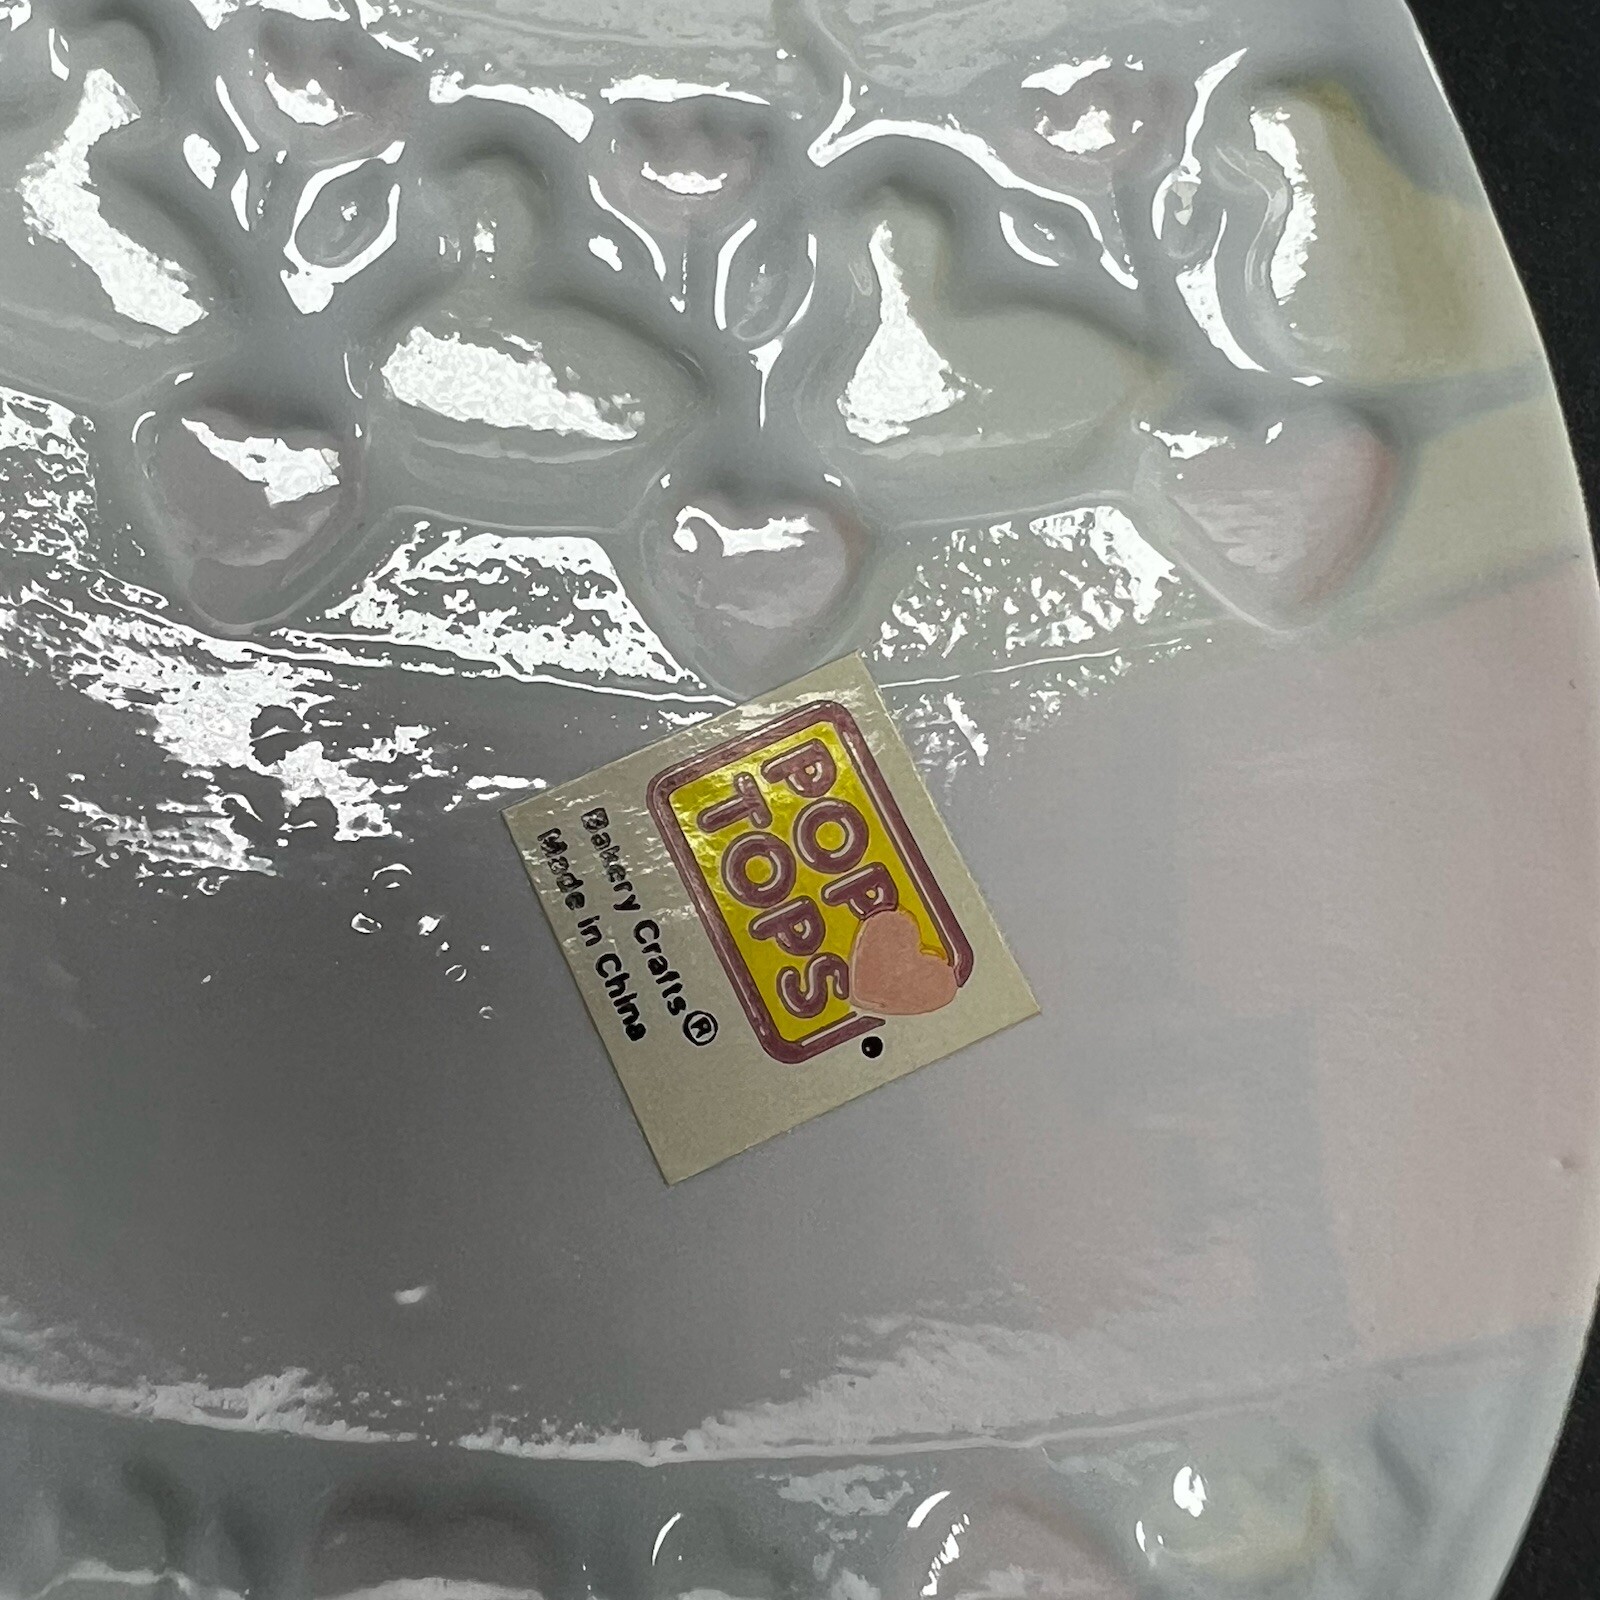 POP
TOPS!
Bakery Crafts®
Made in China